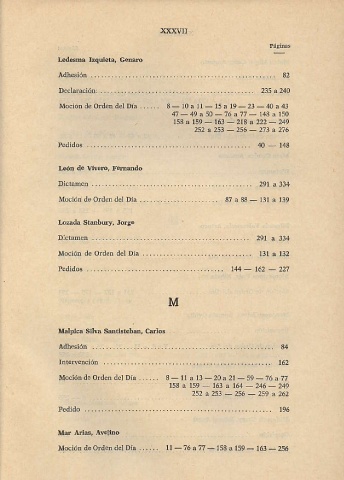 XXXVII
Páginas
Ledesma Izquieta, Genaro
Adhesión ........................................ 82
Declaración ........................................ 235 a 240
Moción de Orden del Día ...... 8 — 10 a 11 — 15 a 19 — 23 — 40 a 43
47 — 49 a 50 — 76 a 77 — 148 a 150
158 a 159 — 163 — 218 a 222 — 249
252 a 253 — 256 — 273 a 276
Pedidos ........................................ 40 — 148
León de Vivero, Fernando
Dictamen ........................................ 291 a 334
Moción de Orden del Día ...................... 87 a 88 — 131 a 139
Lozada Stanbury, Jorge
Dictamen ........................................ 291 a 334
Moción de Orden del Día .............................. 131 a 132
Pedidos ........................................ 144 — 162 — 227
M
Malpica Silva Santisteban, Carlos
Adhesión ........................................ 84
Intervención ........................................ 162
Moción de Orden del Día ...... 8 — 11 a 13 — 20 a 21 — 59 — 76 a 77
158 a 159 — 163 a 164 — 246 — 249
252 a 253 — 256 — 259 a 262
Pedido ........................................ 196
Mar Arias, Avelino
Moción de Orden del Día ...... 11 — 76 a 77 — 158 a 159 — 163 — 256